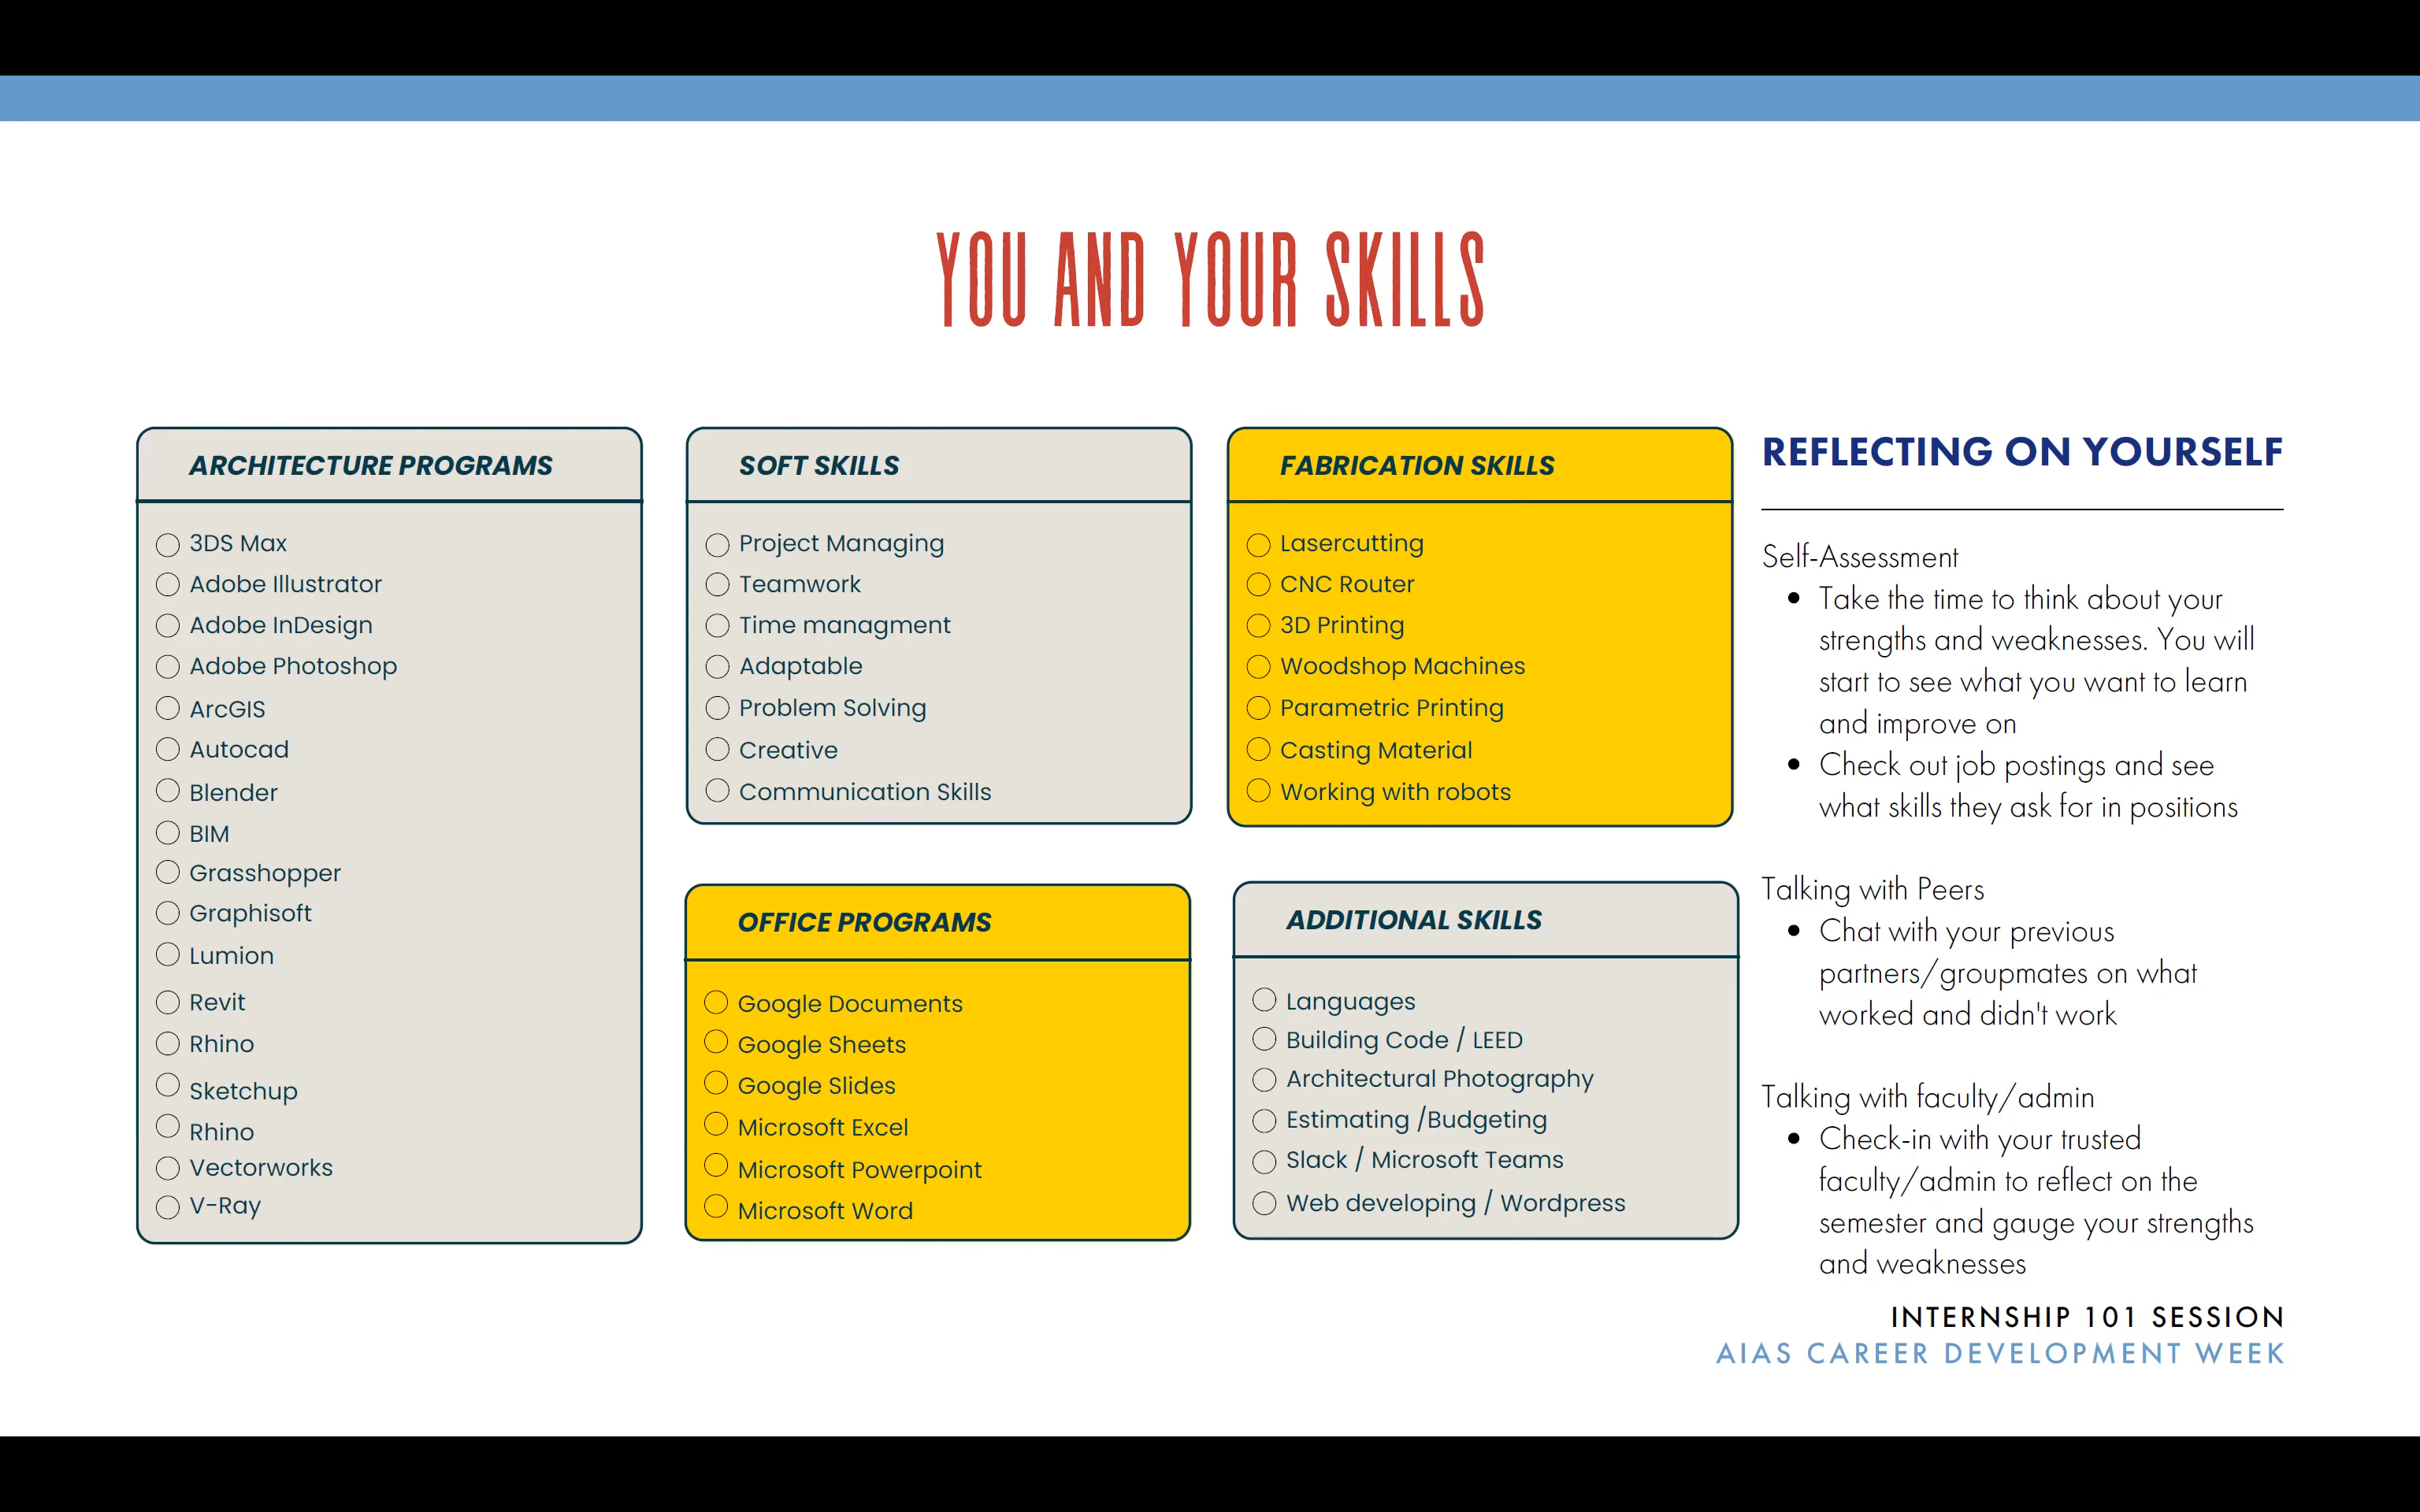 YOU AND YOUR SKILLS
ARCHITECTURE PROGRAMS
3DS Max
Adobe Illustrator
Adobe InDesign
Adobe Photoshop
ArcGIS
Autocad
Blender
BIM
Grasshopper
Graphisoft
Lumion
Revit
Rhino
Sketchup
Rhino
Vectorworks
V-Ray
SOFT SKILLS
Project Managing
Teamwork
Time managment
Adaptable
Problem Solving
Creative
Communication Skills
OFFICE PROGRAMS
Google Documents
Google Sheets
Google Slides
Microsoft Excel
Microsoft Powerpoint
Microsoft Word
FABRICATION SKILLS
Lasercutting
CNC Router
3D Printing
Woodshop Machines
Parametric Printing
Casting Material
Working with robots
ADDITIONAL SKILLS
Languages
Building Code / LEED
Architectural Photography
Estimating /Budgeting
Slack / Microsoft Teams
Web developing / Wordpress
REFLECTING ON YOURSELF
Self-Assessment
• Take the time to think about your
strengths and weaknesses. You will
start to see what you want to learn
and improve on
• Check out job postings and see
what skills they ask for in positions
Talking with Peers
• Chat with your previous
partners/groupmates on what
worked and didn't work
Talking with faculty/admin
• Check-in with your trusted
faculty/admin to reflect on the
semester and gauge your strengths
and weaknesses
INTERNSHIP 101 SESSION
AIAS CAREER DEVELOPMENT WEEK